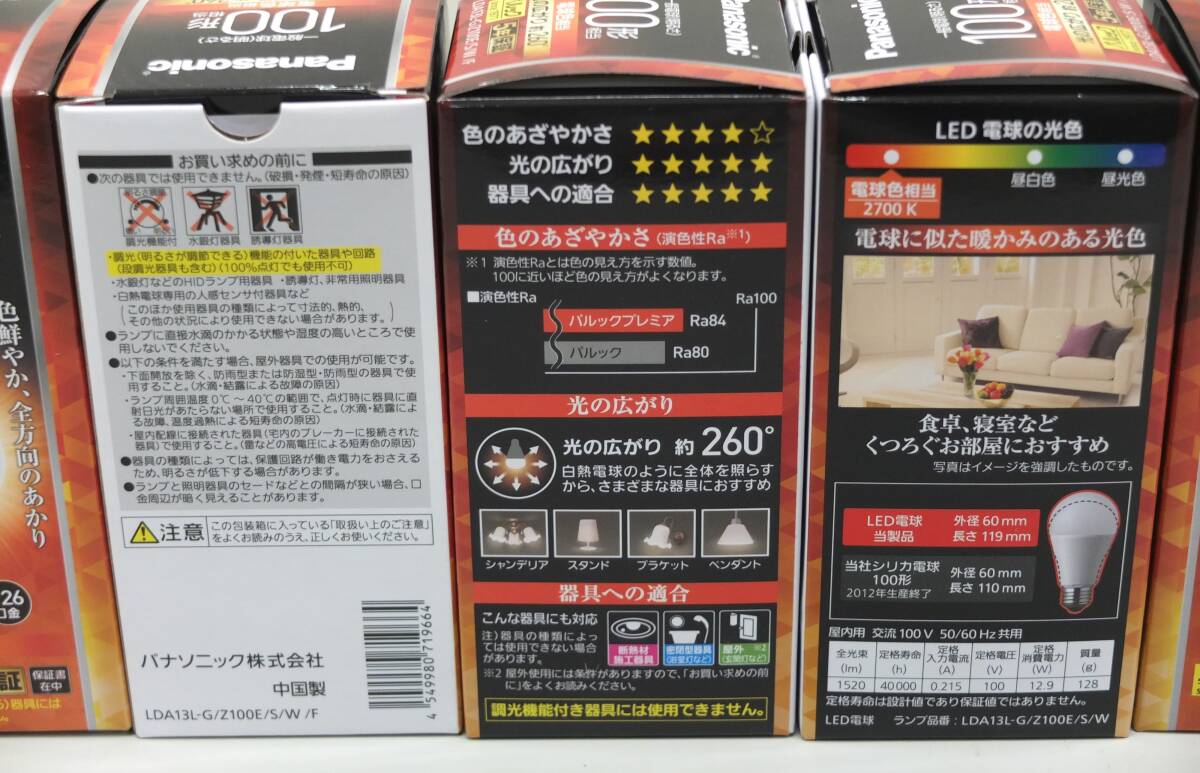 色鮮やか、全方向のあかり
26
口金
証
保証書
在中
器具には
Panasonic
一般電球(明るさ)
100形
相当
お買い求めの前に
●次の器具では使用できません。(破損・発煙・短寿命の原因)
調光機能付
水銀灯器具
誘導灯器具
・調光(明るさが調節できる)機能の付いた器具や回路
(段調光器具も含む)(100%点灯でも使用不可)
・水銀灯などのHIDランプ用器具 ・誘導灯、非常用照明器具
・白熱電球専用の人感センサ付器具など
(このほか使用器具の種類によって寸法的、熱的、
その他の状況により使用できない場合があります。)
●ランプに直接水滴のかかる状態や湿度の高いところで使
用しないでください。
●以下の条件を満たす場合、屋外器具での使用が可能です。
・下面開放を除く、防雨型または防湿型・防雨型の器具で使
用すること。(水滴・結露による故障の原因)
・ランプ周囲温度0℃～40℃の範囲で、点灯時に器具に直
射日光があたらない場所で使用すること。(水滴・結露によ
る故障、温度過熱による短寿命の原因)
・屋内配線に接続された器具(宅内のブレーカーに接続された
器具)で使用すること。(雷などの高電圧による短寿命の原因)
●器具の種類によっては、保護回路が働き電力をおさえる
ため、明るさが低下する場合があります。
●ランプと照明器具のセードなどとの間隔が狭い場合、口
金周辺が暗く見えることがあります。
注意
この包装箱に入っている「取扱い上のご注意」
をよくお読みのうえ、正しくお使いください。
パナソニック株式会社
中国製
LDA13L-G/Z100E/S/W /F
4 549980 719664
Panasonic
100形
色のあざやかさ ★★★★☆
光の広がり ★★★★★
器具への適合 ★★★★★
色のあざやかさ(演色性Ra※1)
※1 演色性Raとは色の見え方を示す数値。
100に近いほど色の見え方がよくなります。
■演色性Ra
Ra100
パルックプレミア Ra84
パルック Ra80
光の広がり
光の広がり 約260°
白熱電球のように全体を照らす
から、さまざまな器具におすすめ
シャンデリア
スタンド
ブラケット
ペンダント
器具への適合
こんな器具にも対応
注)器具の種類によっ
ては使用できない場合
があります。
断熱材
施工器具
密閉型器具
(浴室灯など)
屋外 ※2
(玄関灯など)
※2 屋外使用には条件がありますので、「お買い求めの前
に」をよくお読みください。
調光機能付き器具には使用できません。
Panasonic
100形
LED 電球の光色
電球色相当
2700 K
昼白色
昼光色
電球に似た暖かみのある光色
食卓、寝室など
くつろぐお部屋におすすめ
写真はイメージを強調したものです。
LED電球
当製品
外径 60 mm
長さ 119 mm
当社シリカ電球
100形
2012年生産終了
外径 60 mm
長さ 110 mm
屋内用 交流 100 V 50/60 Hz 共用
全光束(lm) 定格寿命(h) 定格入力電流(A) 定格電圧(V) 定格消費電力(W) 質量(g)
1520 40000 0.215 100 12.9 128
定格寿命は設計値であり保証値ではありません。
LED電球 ランプ品番 : LDA13L-G/Z100E/S/W